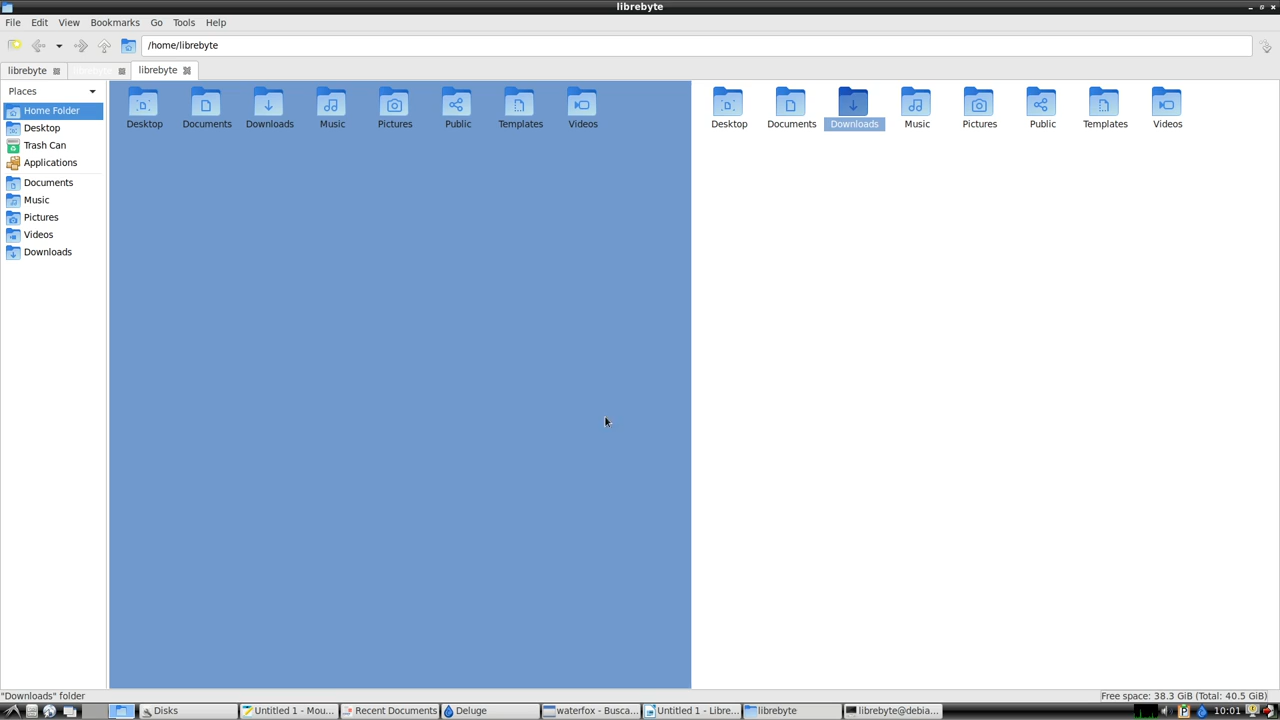 librebyte
File Edit View Bookmarks Go Tools Help
/home/librebyte
librebyte librebyte librebyte
Places
Home Folder
Desktop
Trash Can
Applications
Documents
Music
Pictures
Videos
Downloads
Desktop Documents Downloads Music Pictures Public Templates Videos
Desktop Documents Downloads Music Pictures Public Templates Videos
"Downloads" folder
Free space: 38.3 GiB (Total: 40.5 GiB)
Disks Untitled 1 - Mou... Recent Documents Deluge waterfox - Busca... Untitled 1 - Libre... librebyte librebyte@debia... 10:01